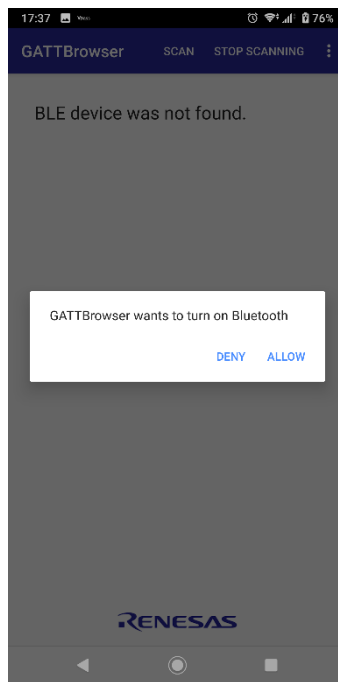 17:37 76%
GATTBrowser SCAN STOP SCANNING
BLE device was not found.
GATTBrowser wants to turn on Bluetooth
DENY ALLOW
RENESAS